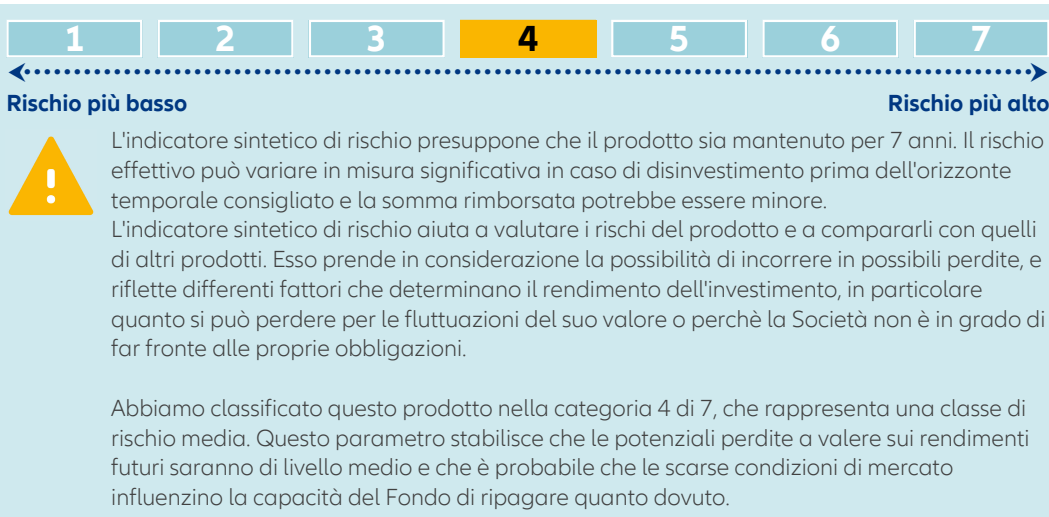 1 2 3 4 5 6 7
Rischio più basso Rischio più alto
L'indicatore sintetico di rischio presuppone che il prodotto sia mantenuto per 7 anni. Il rischio
effettivo può variare in misura significativa in caso di disinvestimento prima dell'orizzonte
temporale consigliato e la somma rimborsata potrebbe essere minore.
L'indicatore sintetico di rischio aiuta a valutare i rischi del prodotto e a compararli con quelli
di altri prodotti. Esso prende in considerazione la possibilità di incorrere in possibili perdite, e
riflette differenti fattori che determinano il rendimento dell'investimento, in particolare
quanto si può perdere per le fluttuazioni del suo valore o perchè la Società non è in grado di
far fronte alle proprie obbligazioni.
Abbiamo classificato questo prodotto nella categoria 4 di 7, che rappresenta una classe di
rischio media. Questo parametro stabilisce che le potenziali perdite a valere sui rendimenti
futuri saranno di livello medio e che è probabile che le scarse condizioni di mercato
influenzino la capacità del Fondo di ripagare quanto dovuto.